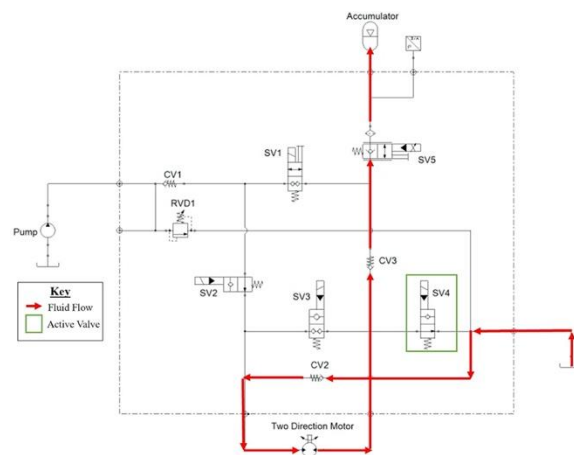 Accumulator
SV1
SV5
CV1
RVD1
Pump
CV3
SV2
SV3
SV4
Key
Fluid Flow
Active Valve
CV2
Two Direction Motor